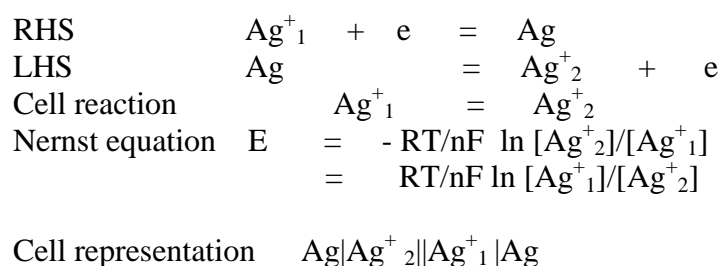 RHS Ag⁺₁ + e = Ag
LHS Ag = Ag⁺₂ + e
Cell reaction Ag⁺₁ = Ag⁺₂
Nernst equation E = - RT/nF ln [Ag⁺₂]/[Ag⁺₁]
= RT/nF ln [Ag⁺₁]/[Ag⁺₂]
Cell representation Ag|Ag⁺₂||Ag⁺₁|Ag